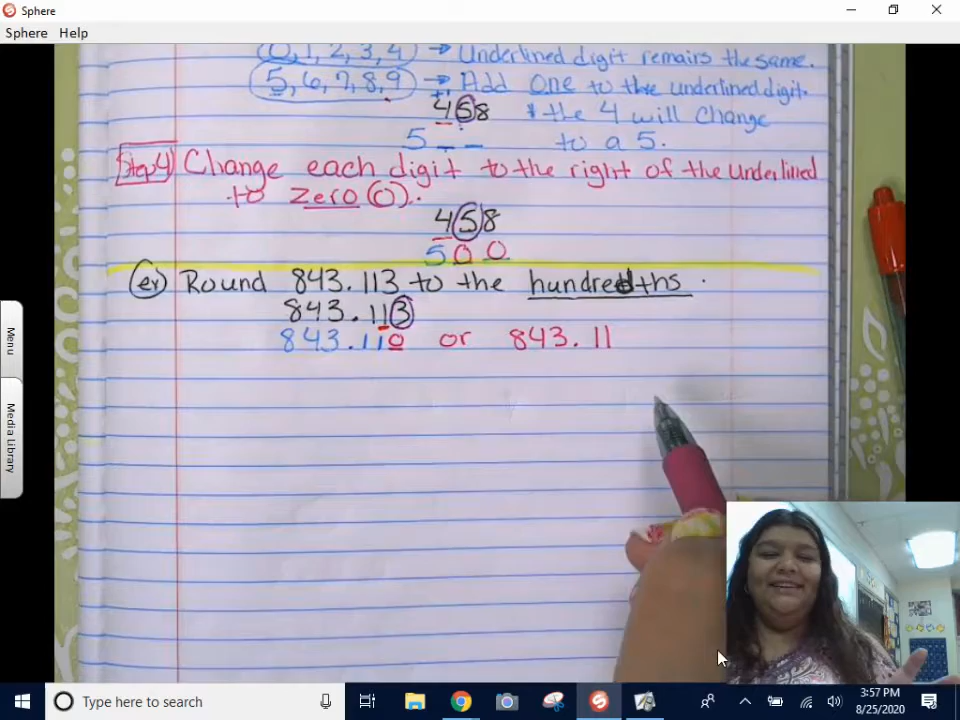 Sphere
Sphere Help
(0,1,2,3,4) → Underlined digit remains the same.
5,6,7,8,9 → Add one to the underlined digit.
+1
458 * the 4 will change
5 _ _ to a 5.
Step 4 Change each digit to the right of the underlined
to zero (0).
458
500
ex) Round 843.113 to the hundredths.
843.113
843.110 or 843.11
Menu
Media Library
Type here to search
3:57 PM
8/25/2020